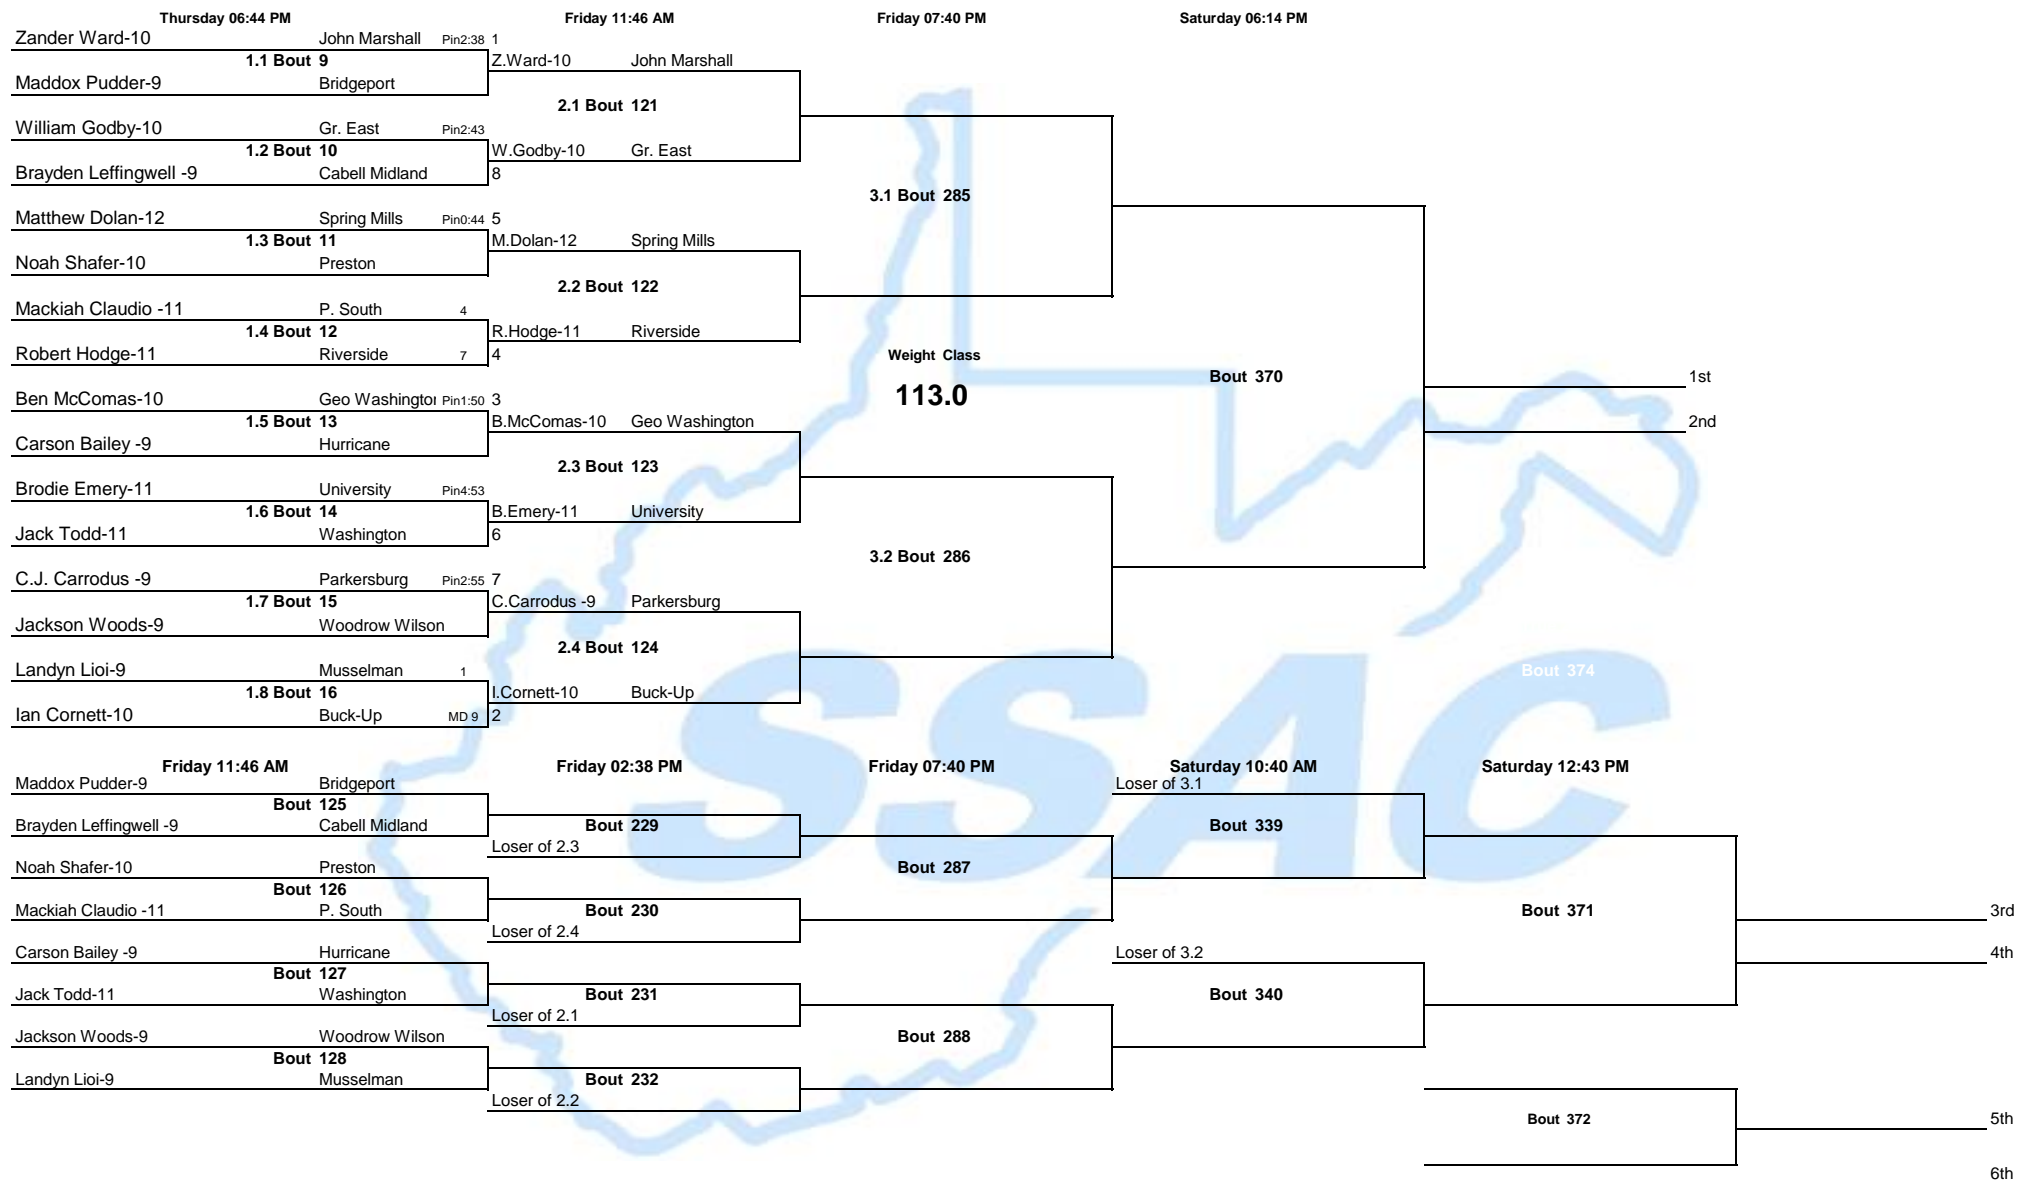 Thursday 06:44 PM Friday 11:46 AM Friday 07:40 PM Saturday 06:14 PM
Zander Ward-10 John Marshall Pin2:38 1
1.1 Bout 9 Z.Ward-10 John Marshall
Maddox Pudder-9 Bridgeport
2.1 Bout 121
William Godby-10 Gr. East Pin2:43
1.2 Bout 10 W.Godby-10 Gr. East
Brayden Leffingwell -9 Cabell Midland 8
3.1 Bout 285
Matthew Dolan-12 Spring Mills Pin0:44 5
1.3 Bout 11 M.Dolan-12 Spring Mills
Noah Shafer-10 Preston
2.2 Bout 122
Mackiah Claudio -11 P. South 4
1.4 Bout 12 R.Hodge-11 Riverside
Robert Hodge-11 Riverside 7 4 Weight Class
Bout 370 1st
Ben McComas-10 Geo Washingtor Pin1:50 3 113.0
1.5 Bout 13 B.McComas-10 Geo Washington 2nd
Carson Bailey -9 Hurricane
2.3 Bout 123
Brodie Emery-11 University Pin4:53
1.6 Bout 14 B.Emery-11 University
Jack Todd-11 Washington 6
3.2 Bout 286
C.J. Carrodus -9 Parkersburg Pin2:55 7
1.7 Bout 15 C.Carrodus -9 Parkersburg
Jackson Woods-9 Woodrow Wilson
2.4 Bout 124
Landyn Lioi-9 Musselman 1 Bout 374
1.8 Bout 16 I.Cornett-10 Buck-Up
Ian Cornett-10 Buck-Up MD 9 2
SSAC
Friday 11:46 AM Friday 02:38 PM Friday 07:40 PM Saturday 10:40 AM Saturday 12:43 PM
Maddox Pudder-9 Bridgeport Loser of 3.1
Bout 125
Brayden Leffingwell -9 Cabell Midland Bout 229 Bout 339
Loser of 2.3
Noah Shafer-10 Preston Bout 287
Bout 126
Mackiah Claudio -11 P. South Bout 230 Bout 371 3rd
Loser of 2.4
Carson Bailey -9 Hurricane Loser of 3.2 4th
Bout 127
Jack Todd-11 Washington Bout 231 Bout 340
Loser of 2.1
Jackson Woods-9 Woodrow Wilson Bout 288
Bout 128
Landyn Lioi-9 Musselman Bout 232
Loser of 2.2
Bout 372 5th
6th